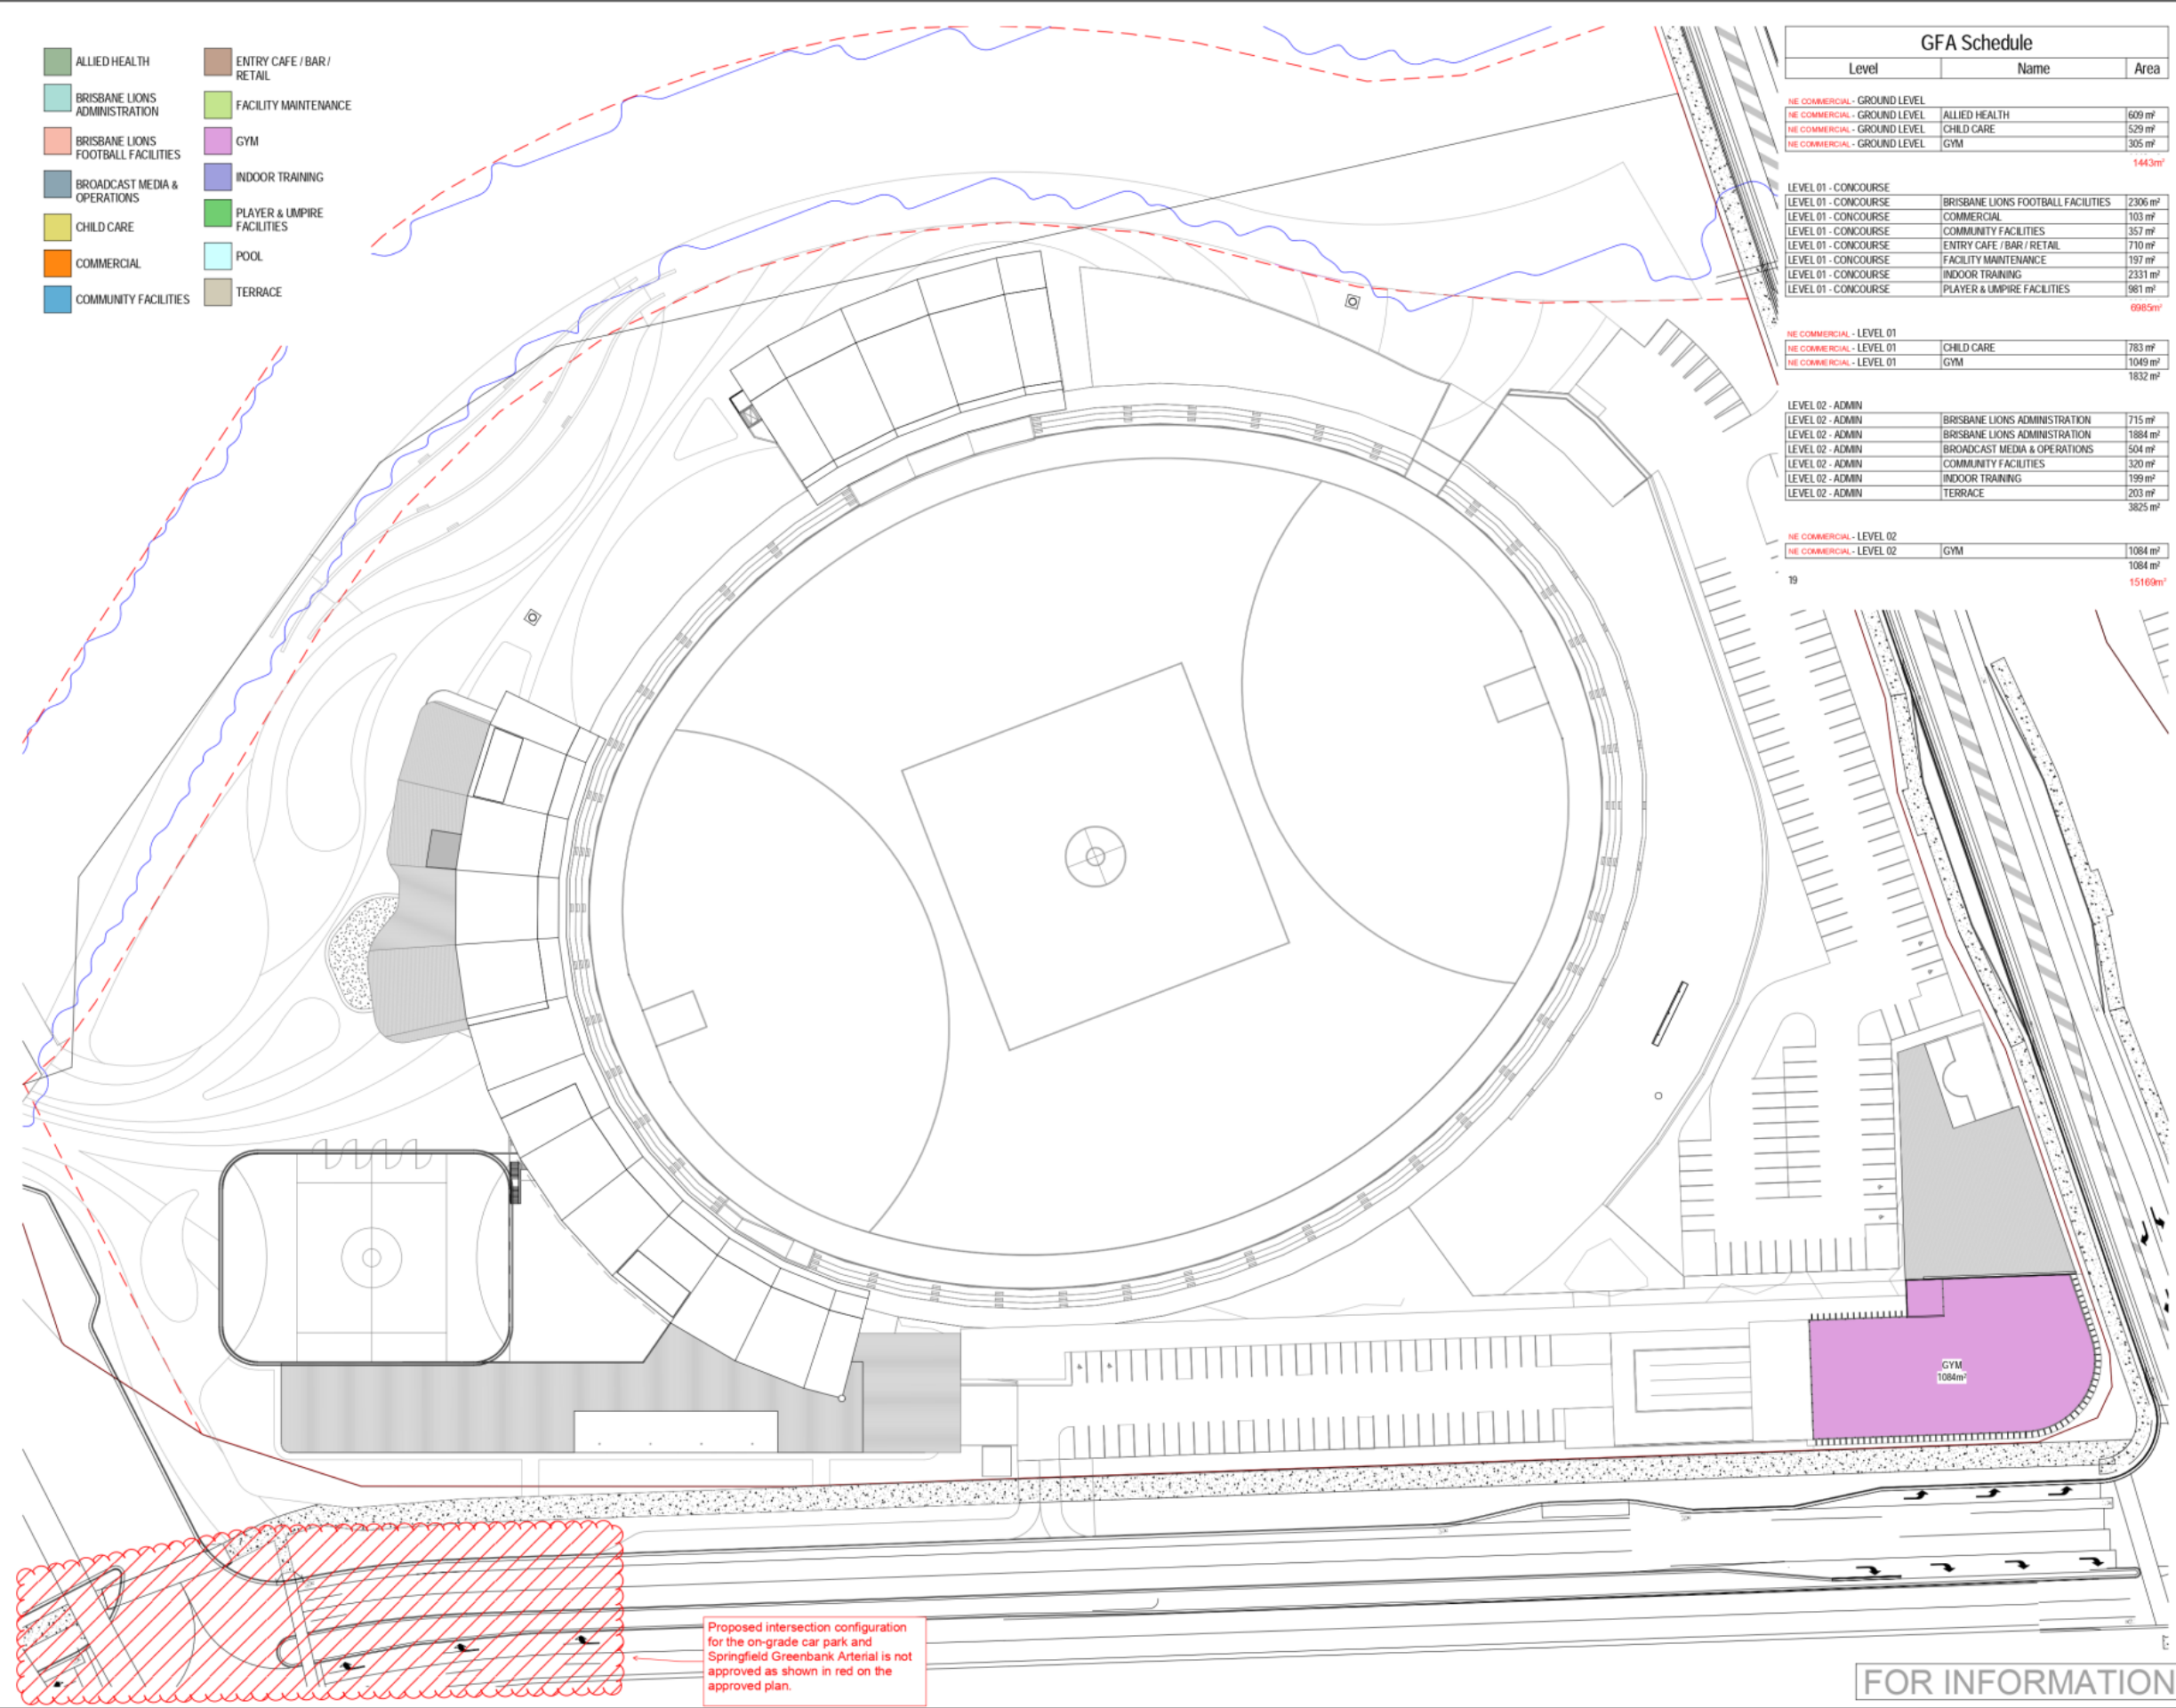 ALLIED HEALTH
BRISBANE LIONS
ADMINISTRATION
BRISBANE LIONS
FOOTBALL FACILITIES
BROADCAST MEDIA &
OPERATIONS
CHILD CARE
COMMERCIAL
COMMUNITY FACILITIES
ENTRY CAFE / BAR /
RETAIL
FACILITY MAINTENANCE
GYM
INDOOR TRAINING
PLAYER & UMPIRE
FACILITIES
POOL
TERRACE
GFA Schedule
Level Name Area
NE COMMERCIAL - GROUND LEVEL
NE COMMERCIAL - GROUND LEVEL ALLIED HEALTH 609 m²
NE COMMERCIAL - GROUND LEVEL CHILD CARE 529 m²
NE COMMERCIAL - GROUND LEVEL GYM 305 m²
1443m²
LEVEL 01 - CONCOURSE
LEVEL 01 - CONCOURSE BRISBANE LIONS FOOTBALL FACILITIES 2306 m²
LEVEL 01 - CONCOURSE COMMERCIAL 103 m²
LEVEL 01 - CONCOURSE COMMUNITY FACILITIES 357 m²
LEVEL 01 - CONCOURSE ENTRY CAFE / BAR / RETAIL 710 m²
LEVEL 01 - CONCOURSE FACILITY MAINTENANCE 197 m²
LEVEL 01 - CONCOURSE INDOOR TRAINING 2331 m²
LEVEL 01 - CONCOURSE PLAYER & UMPIRE FACILITIES 981 m²
6985m²
NE COMMERCIAL - LEVEL 01
NE COMMERCIAL - LEVEL 01 CHILD CARE 783 m²
NE COMMERCIAL - LEVEL 01 GYM 1049 m²
1832 m²
LEVEL 02 - ADMIN
LEVEL 02 - ADMIN BRISBANE LIONS ADMINISTRATION 715 m²
LEVEL 02 - ADMIN BRISBANE LIONS ADMINISTRATION 1884 m²
LEVEL 02 - ADMIN BROADCAST MEDIA & OPERATIONS 504 m²
LEVEL 02 - ADMIN COMMUNITY FACILITIES 320 m²
LEVEL 02 - ADMIN INDOOR TRAINING 199 m²
LEVEL 02 - ADMIN TERRACE 203 m²
3825 m²
NE COMMERCIAL - LEVEL 02
NE COMMERCIAL - LEVEL 02 GYM 1084 m²
1084 m²
19 15169m²
GYM
1084m²
Proposed intersection configuration
for the on-grade car park and
Springfield Greenbank Arterial is not
approved as shown in red on the
approved plan.
FOR INFORMATION